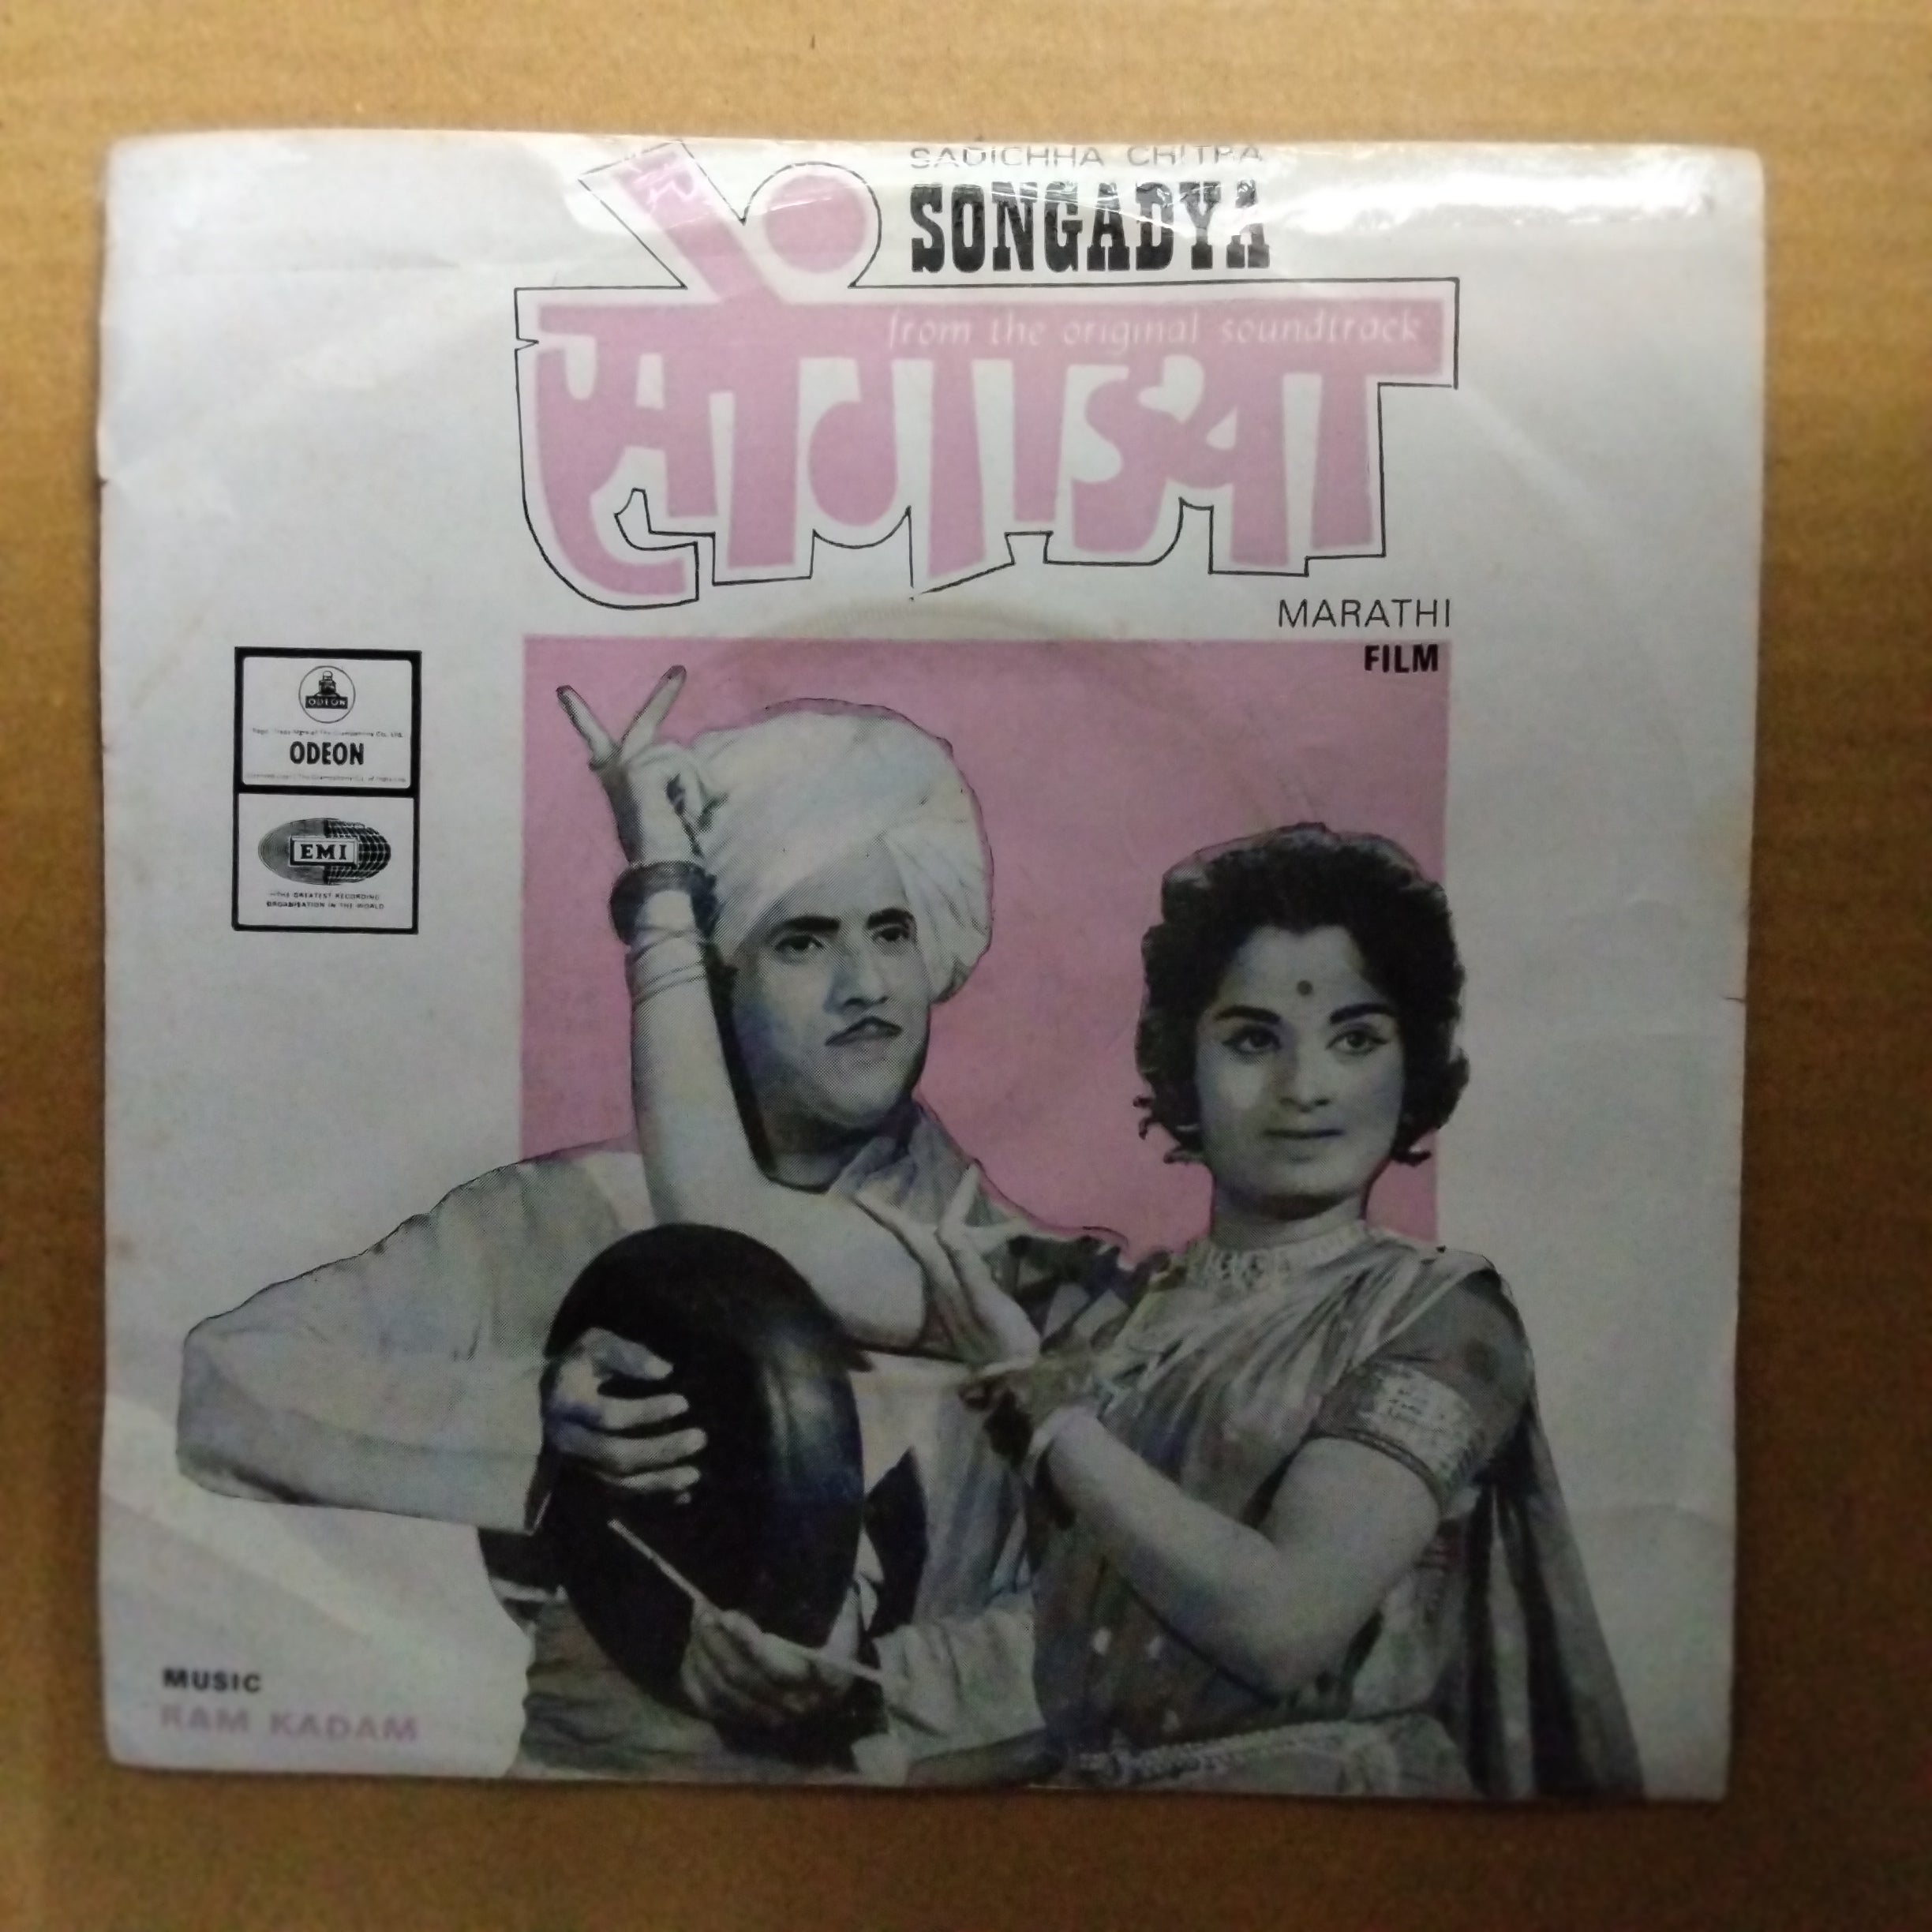 SADICHHA CHITRA
SONGADYA
सोंगाड्या
from the original soundtrack
MARATHI
FILM
ODEON
ODEON
EMI
—THE GREATEST RECORDING
ORGANISATION IN THE WORLD
MUSIC
RAM KADAM